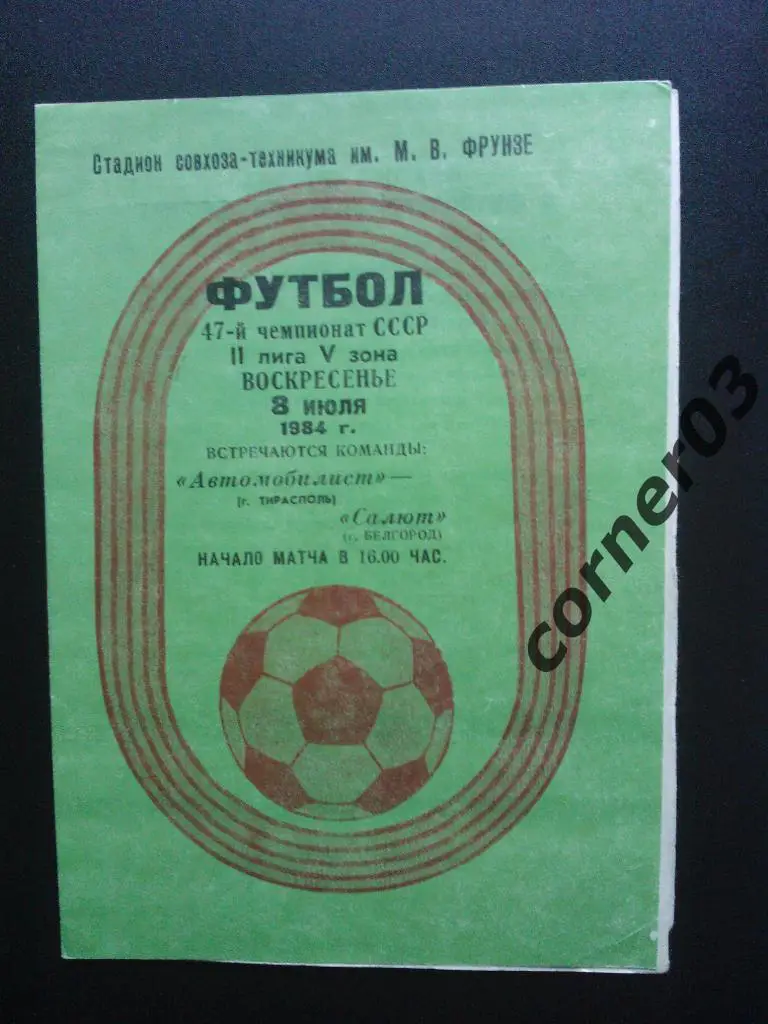 Стадион совхоза-техникума им. М. В. ФРУНЗЕ
ФУТБОЛ
47-й чемпионат СССР
II лига V зона
ВОСКРЕСЕНЬЕ
8 ИЮЛЯ
1984 г.
ВСТРЕЧАЮТСЯ КОМАНДЫ:
«Автомобилист» —
(г. ТИРАСПОЛЬ)
«Салют»
(г. БЕЛГОРОД)
НАЧАЛО МАТЧА В 16.00 ЧАС.
corner03